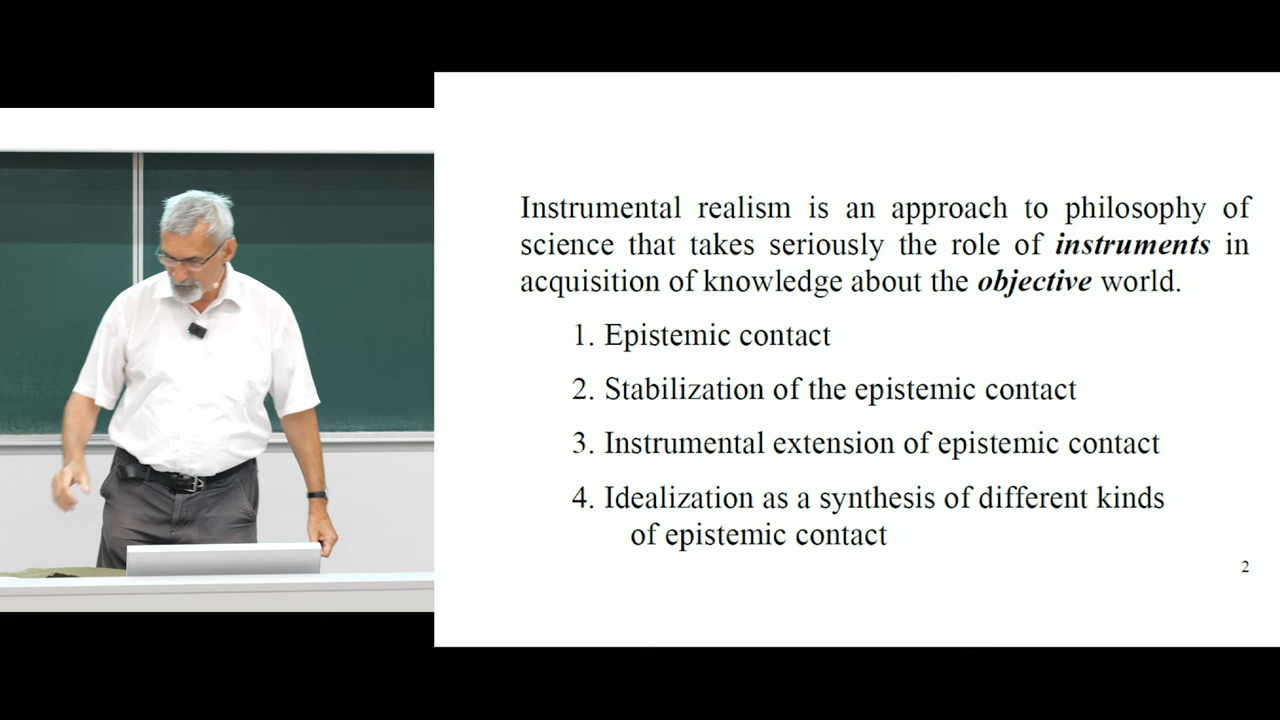 Instrumental realism is an approach to philosophy of
science that takes seriously the role of instruments in
acquisition of knowledge about the objective world.
1. Epistemic contact
2. Stabilization of the epistemic contact
3. Instrumental extension of epistemic contact
4. Idealization as a synthesis of different kinds
of epistemic contact
2